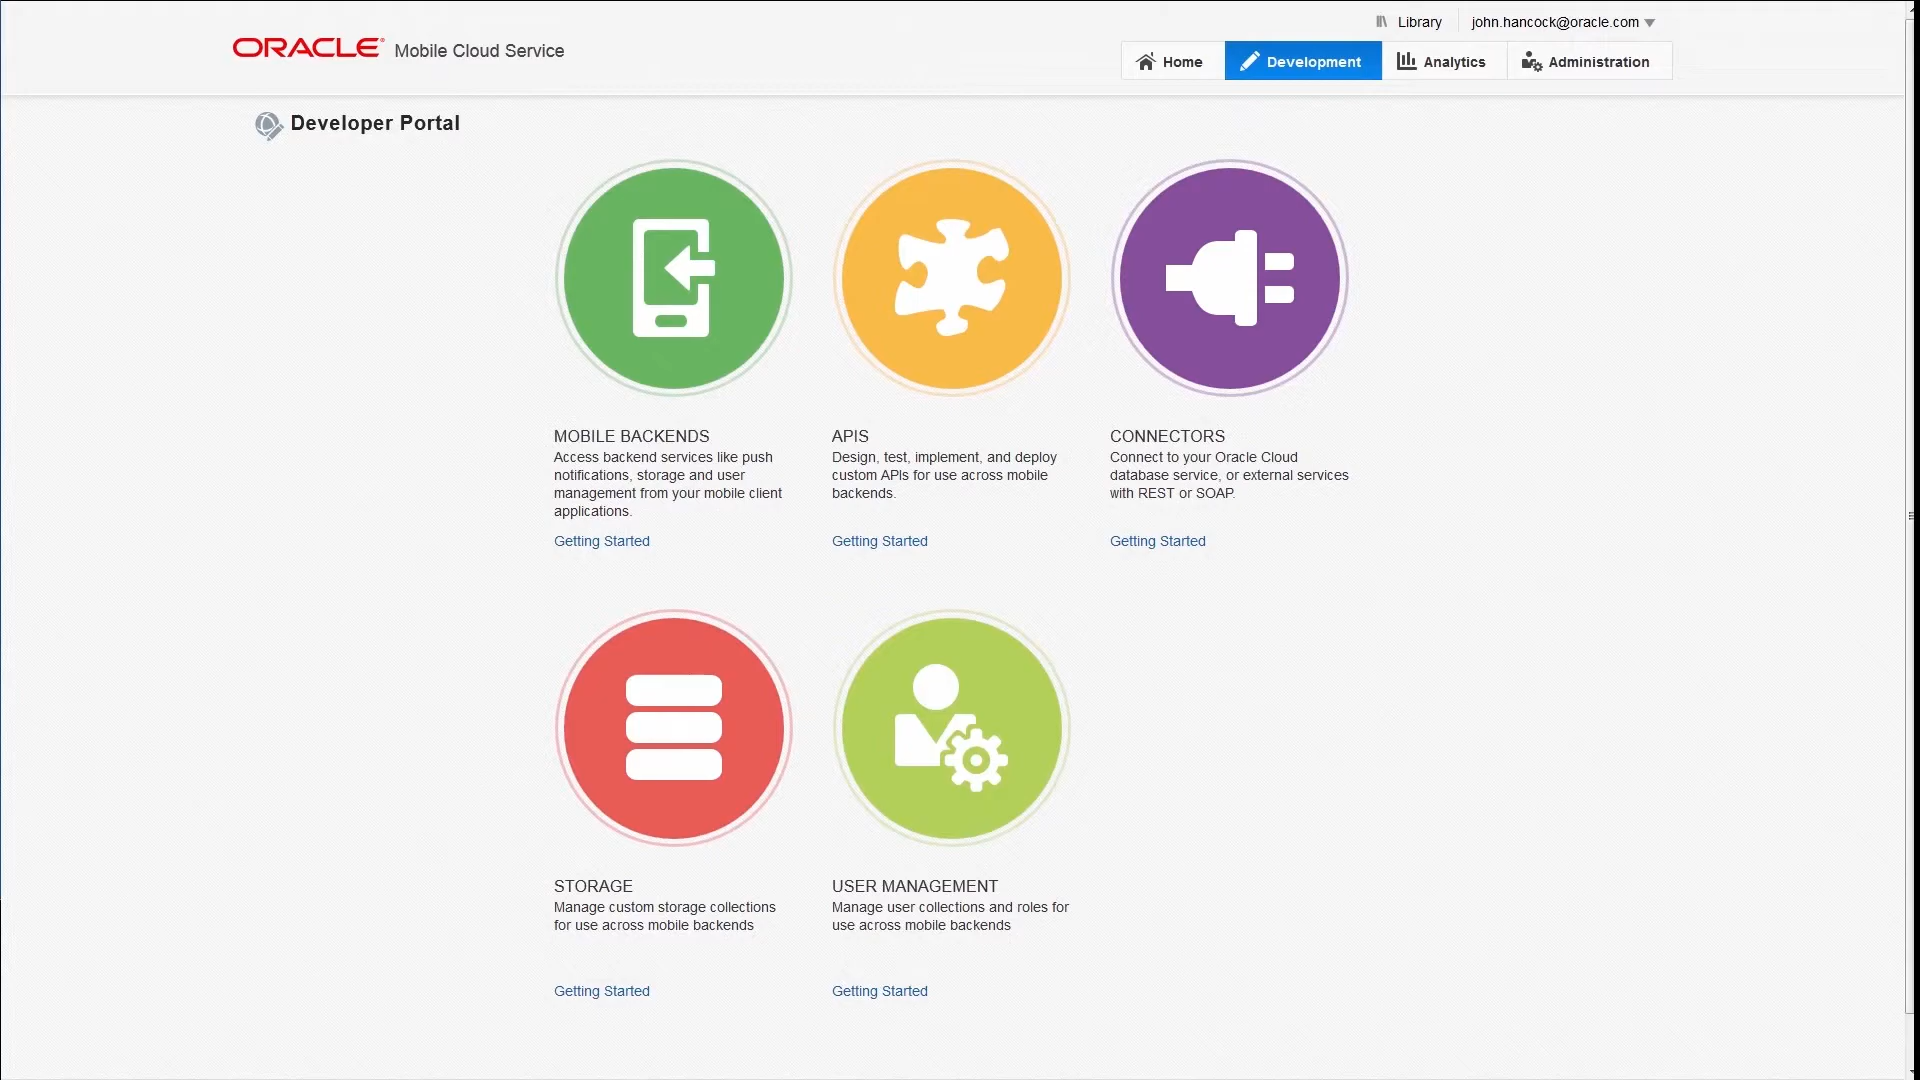 Library
john.hancock@oracle.com
ORACLE® Mobile Cloud Service
Home
Development
Analytics
Administration
Developer Portal
MOBILE BACKENDS
Access backend services like push
notifications, storage and user
management from your mobile client
applications.
Getting Started
APIS
Design, test, implement, and deploy
custom APIs for use across mobile
backends.
Getting Started
CONNECTORS
Connect to your Oracle Cloud
database service, or external services
with REST or SOAP.
Getting Started
STORAGE
Manage custom storage collections
for use across mobile backends
Getting Started
USER MANAGEMENT
Manage user collections and roles for
use across mobile backends
Getting Started